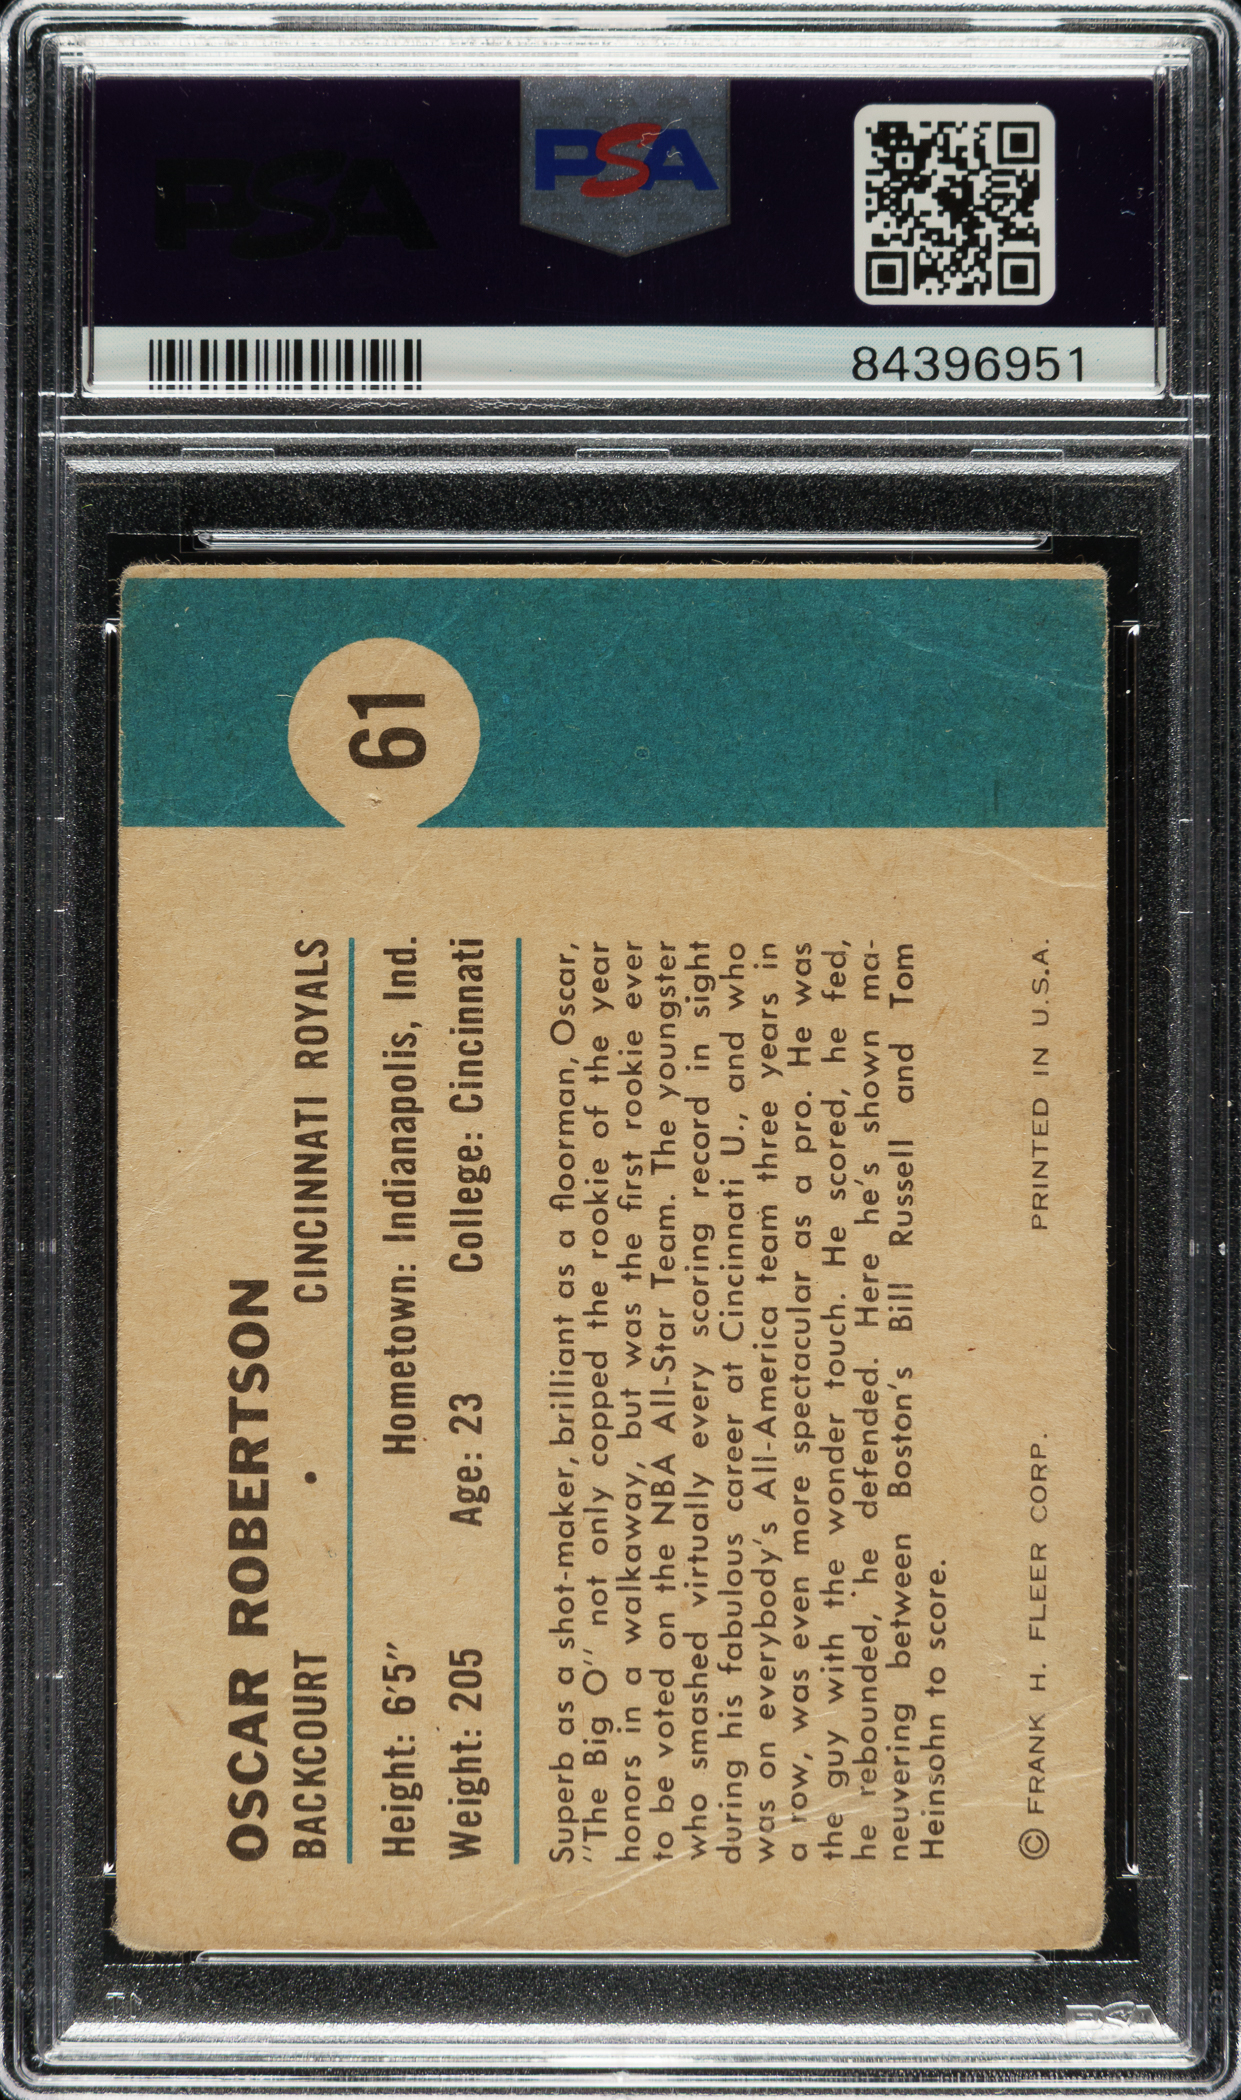 PSA
PSA
84396951
61
OSCAR ROBERTSON
BACKCOURT • CINCINNATI ROYALS
Height: 6'5" Hometown: Indianapolis, Ind.
Weight: 205 Age: 23 College: Cincinnati
Superb as a shot-maker, brilliant as a floorman, Oscar,
"The Big O" not only copped the rookie of the year
honors in a walkaway, but was the first rookie ever
to be voted on the NBA All-Star Team. The youngster
who smashed virtually every scoring record in sight
during his fabulous career at Cincinnati U., and who
was on everybody's All-America team three years in
a row, was even more spectacular as a pro. He was
the guy with the wonder touch. He scored, he fed,
he rebounded, he defended. Here he's shown ma-
neuvering between Boston's Bill Russell and Tom
Heinsohn to score.
© FRANK H. FLEER CORP. PRINTED IN U.S.A.
PSA